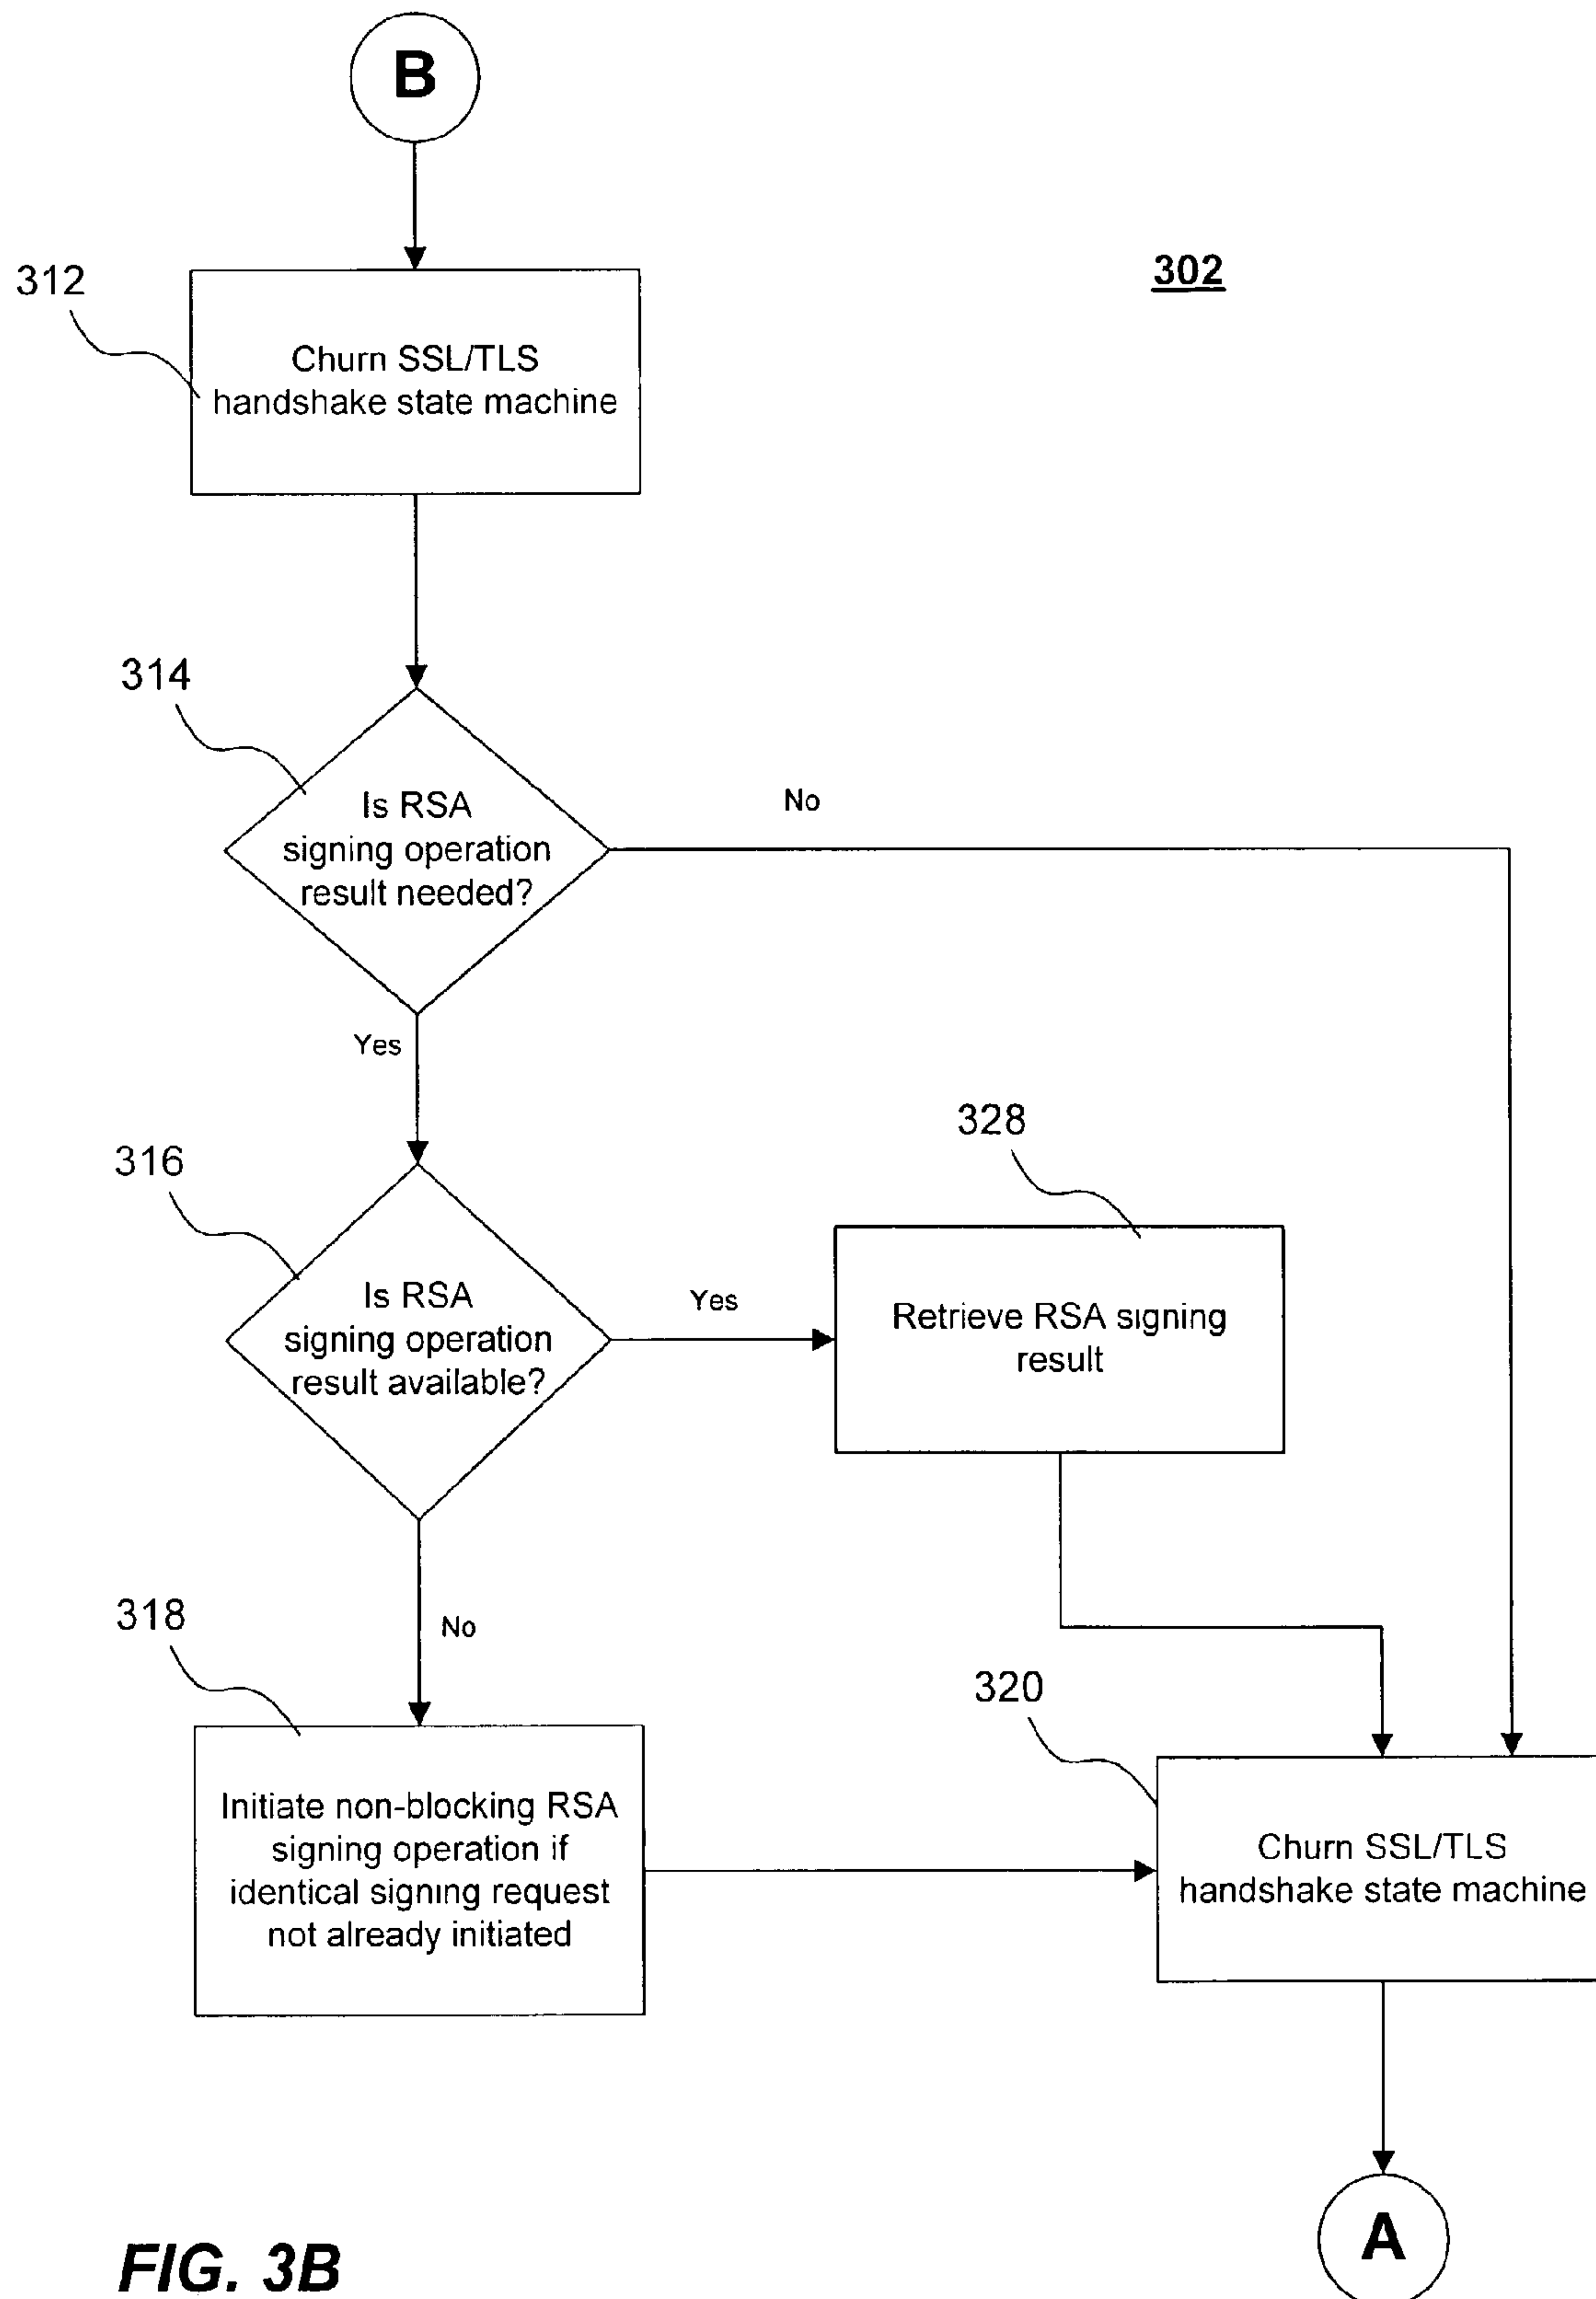 B
302
312
Churn SSL/TLS
handshake state machine
314
Is RSA
signing operation
result needed?
No
Yes
316
Is RSA
signing operation
result available?
Yes
328
Retrieve RSA signing
result
No
318
Initiate non-blocking RSA
signing operation if
identical signing request
not already initiated
320
Churn SSL/TLS
handshake state machine
A
FIG. 3B